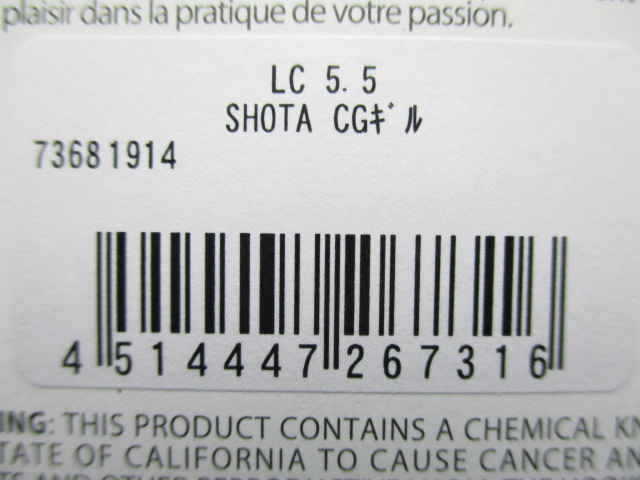 plaisir dans la pratique de votre passion.
LC 5.5
SHOTA CGｷﾞﾙ
73681914
4 514447 267316
NG: THIS PRODUCT CONTAINS A CHEMICAL KN
TATE OF CALIFORNIA TO CAUSE CANCER AN